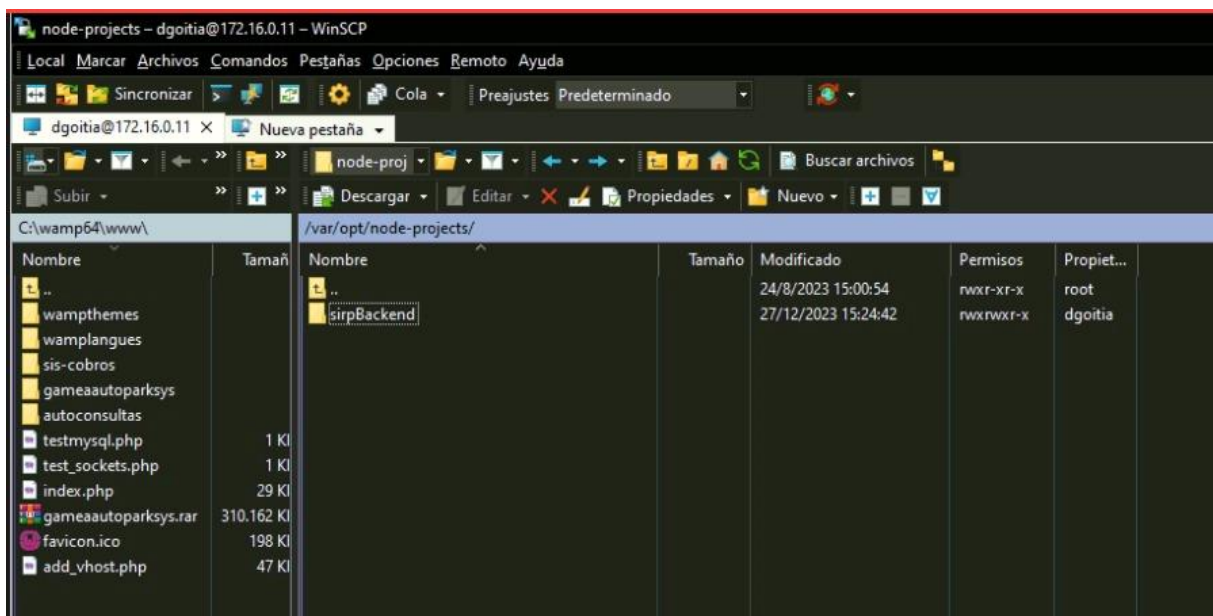 node-projects – dgoitia@172.16.0.11 – WinSCP
Local Marcar Archivos Comandos Pestañas Opciones Remoto Ayuda
Sincronizar Cola Preajustes Predeterminado
dgoitia@172.16.0.11 Nueva pestaña
node-proj Buscar archivos
Subir Descargar Editar Propiedades Nuevo
C:\wamp64\www\ /var/opt/node-projects/
Nombre Tamañ Nombre Tamaño Modificado Permisos Propiet...
.. .. 24/8/2023 15:00:54 rwxr-xr-x root
wampthemes sirpBackend 27/12/2023 15:24:42 rwxrwxr-x dgoitia
wamplangues
sis-cobros
gameaautoparksys
autoconsultas
testmysql.php 1 KI
test_sockets.php 1 KI
index.php 29 KI
gameaautoparksys.rar 310.162 KI
favicon.ico 198 KI
add_vhost.php 47 KI